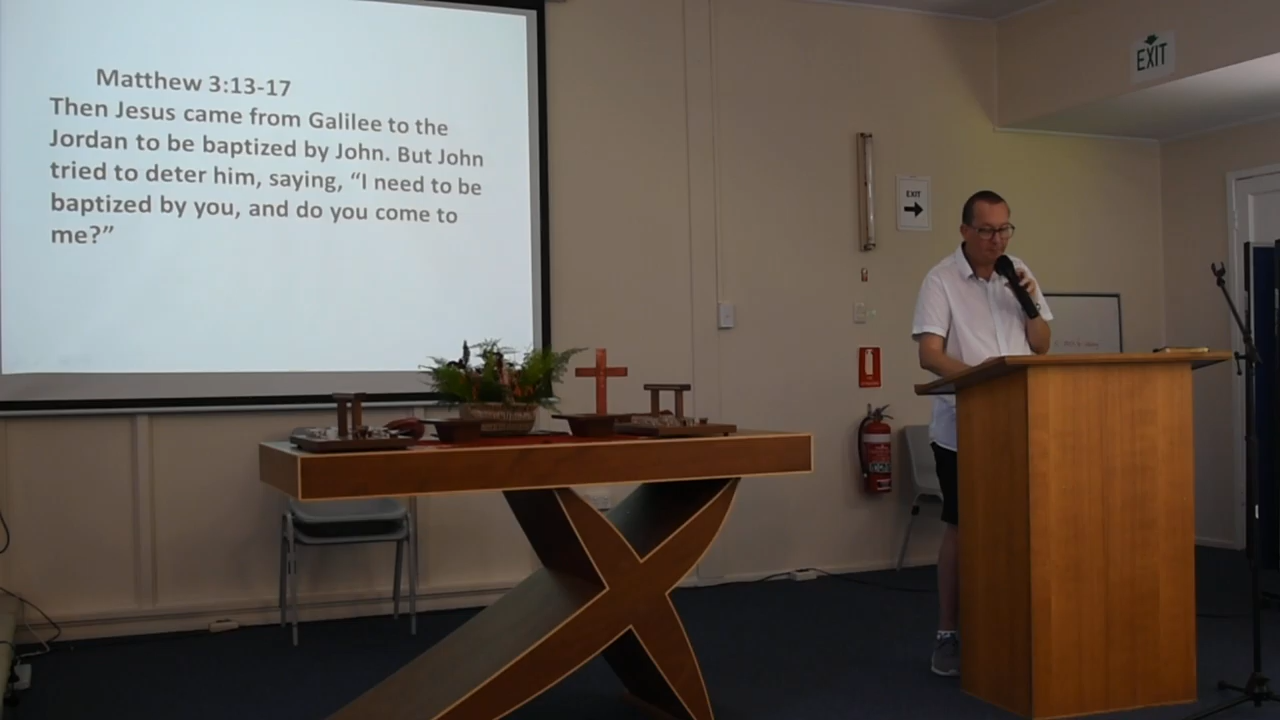 Matthew 3:13-17
Then Jesus came from Galilee to the
Jordan to be baptized by John. But John
tried to deter him, saying, “I need to be
baptized by you, and do you come to
me?”
EXIT
EXIT